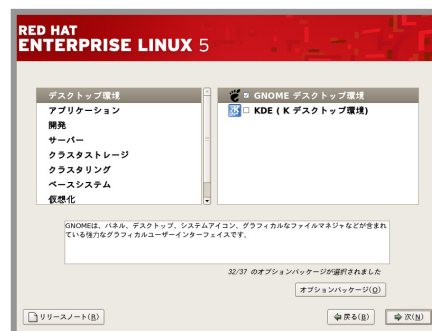 RED HAT
ENTERPRISE LINUX 5
デスクトップ環境
アプリケーション
開発
サーバー
クラスタストレージ
クラスタリング
ベースシステム
仮想化
GNOME デスクトップ環境
KDE ( K デスクトップ環境)
GNOMEは、パネル、デスクトップ、システムアイコン、グラフィカルなファイルマネジャなどが含まれ
ている強力なグラフィカルユーザーインターフェイスです。
32/37 のオプションパッケージが選択されました
オプションパッケージ(O)
リリースノート(R)
戻る(B)
次(N)